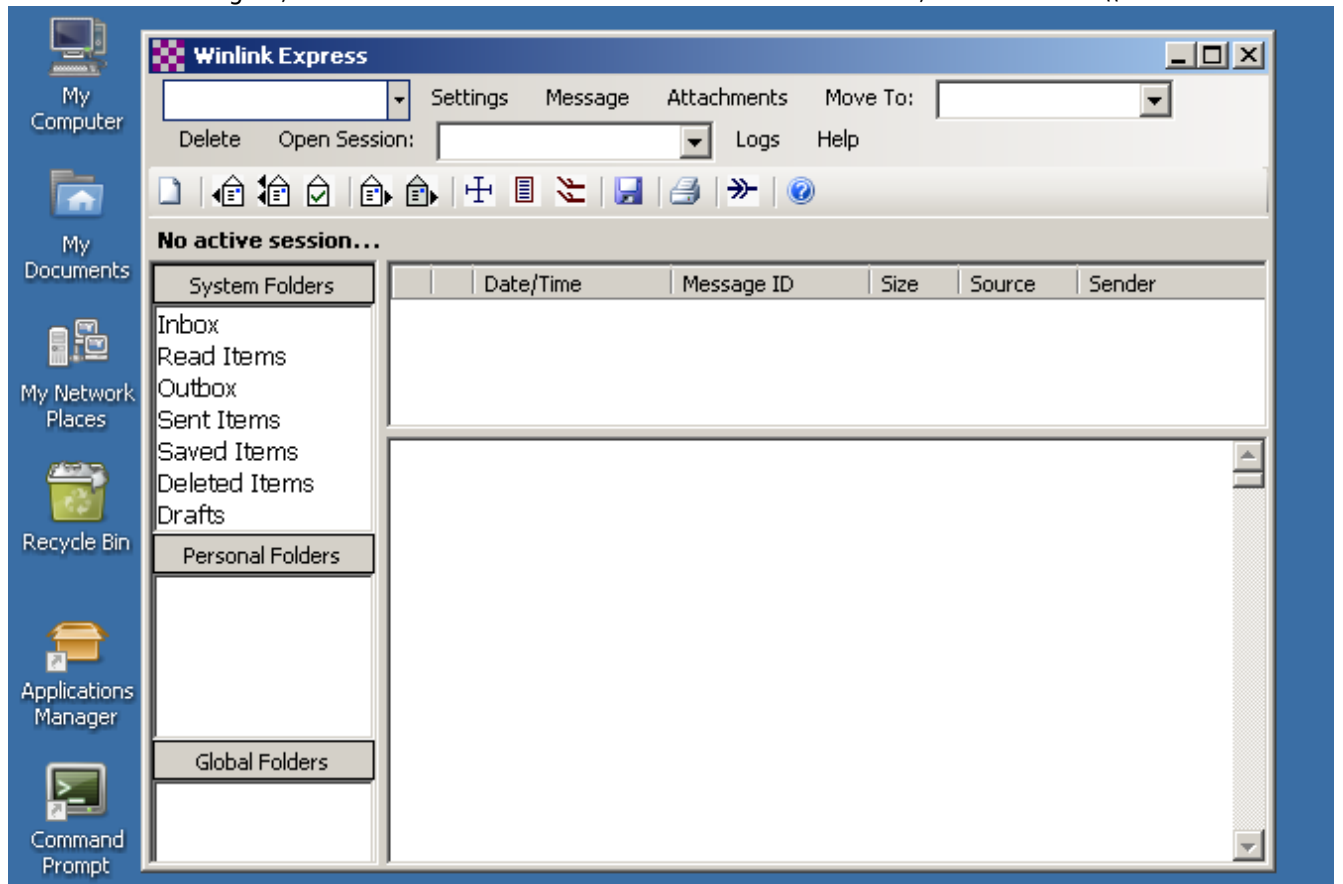 My
Computer
My
Documents
My Network
Places
Recycle Bin
Applications
Manager
Command
Prompt
Winlink Express
Settings Message Attachments Move To:
Delete Open Session: Logs Help
No active session...
System Folders
Date/Time Message ID Size Source Sender
Inbox
Read Items
Outbox
Sent Items
Saved Items
Deleted Items
Drafts
Personal Folders
Global Folders